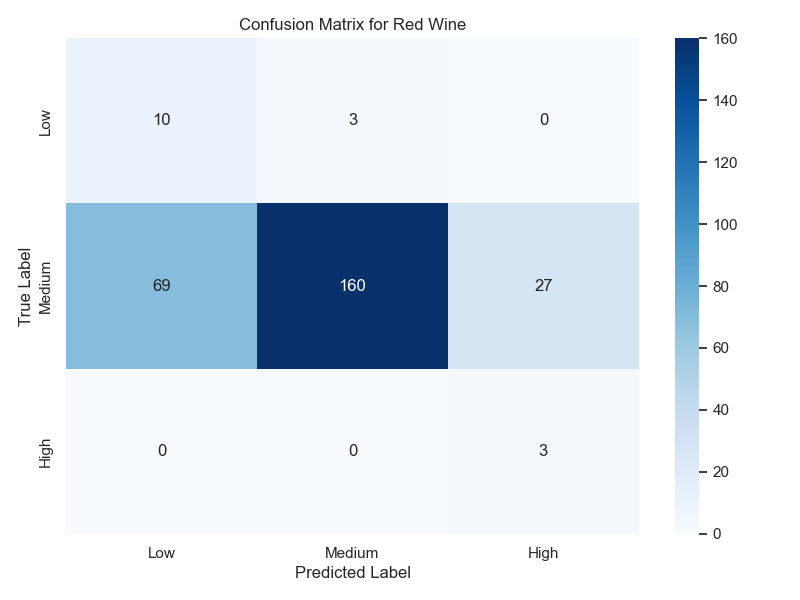 Confusion Matrix for Red Wine
True Label
Low
10 3 0
Medium
69 160 27
High
0 0 3
Low Medium High
Predicted Label
160
140
120
100
80
60
40
20
0